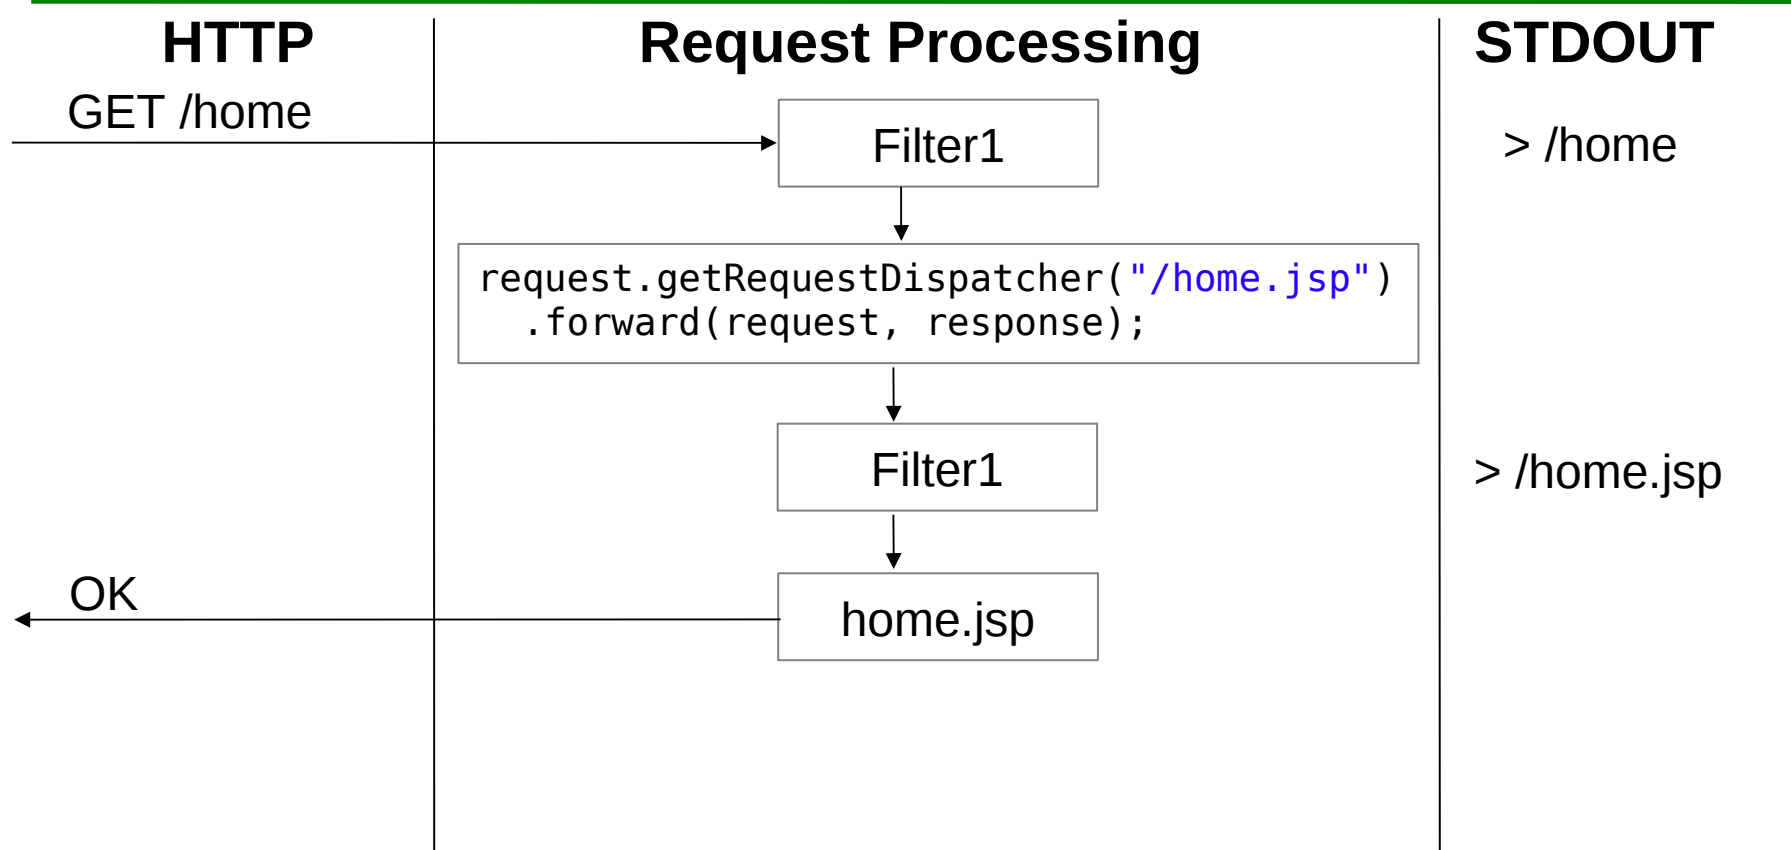 HTTP
Request Processing
STDOUT
GET /home
Filter1
> /home
request.getRequestDispatcher("/home.jsp")
.forward(request, response);
Filter1
> /home.jsp
OK
home.jsp